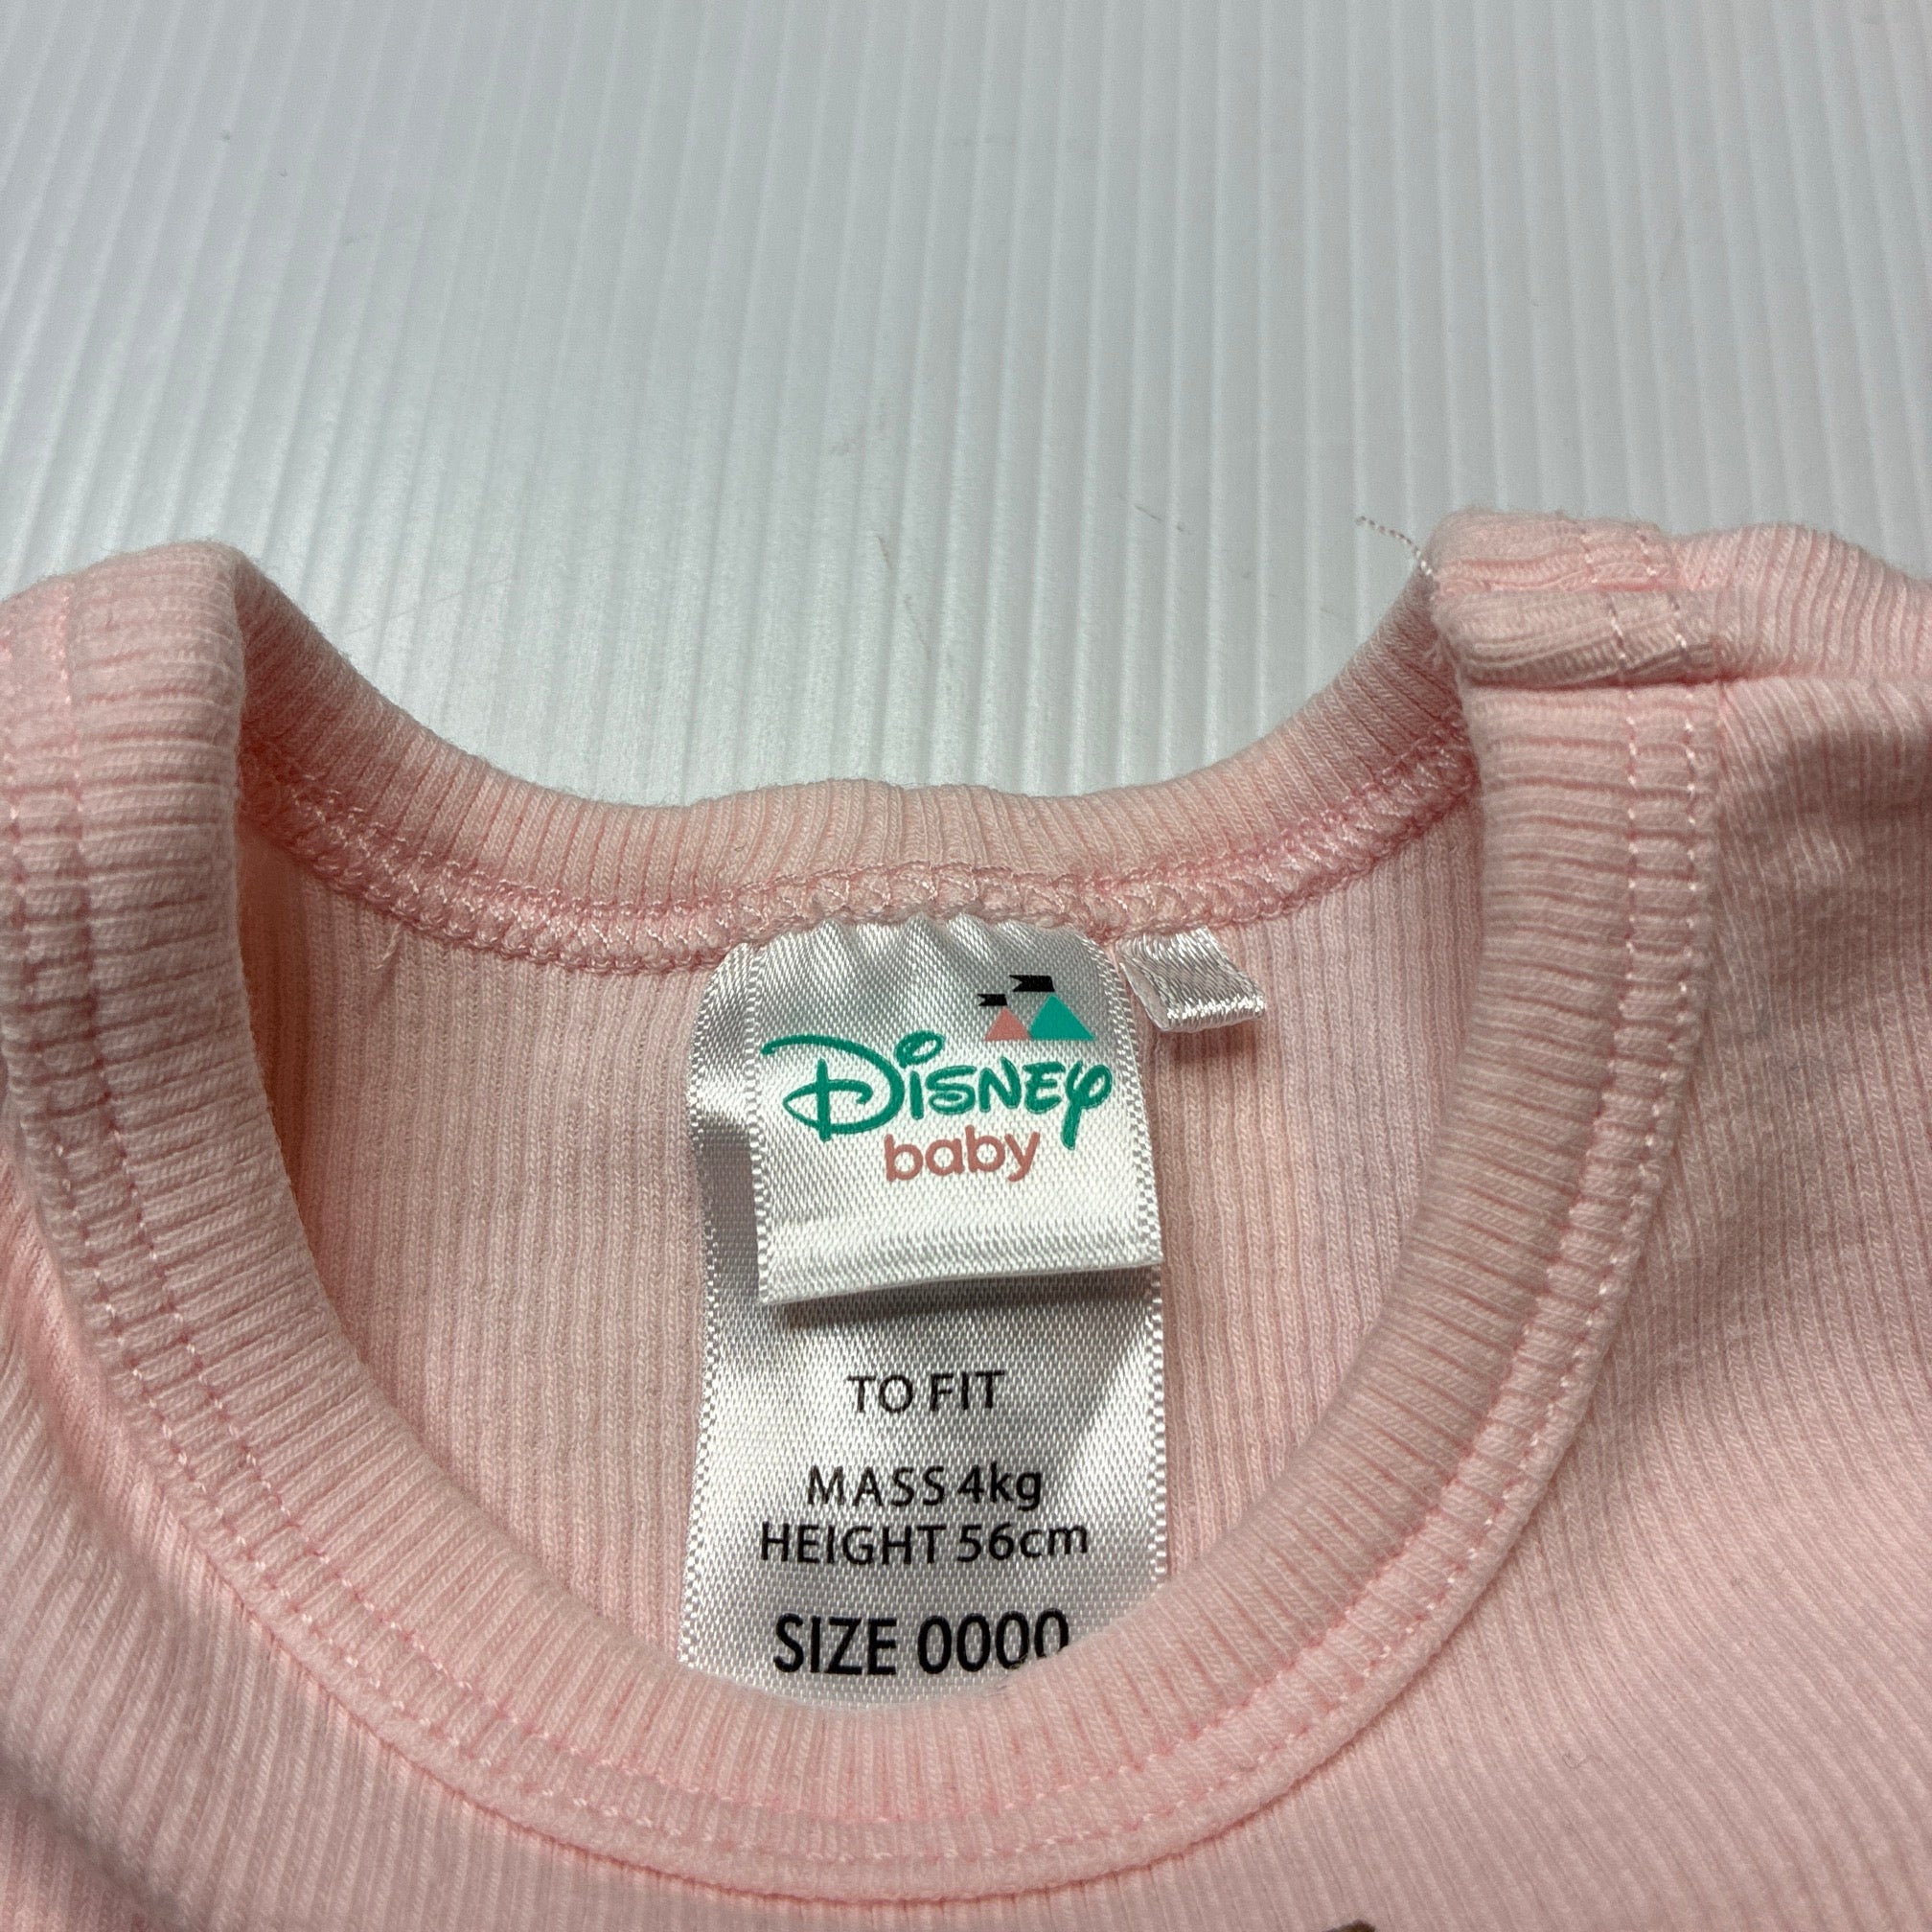 Disney
baby
TO FIT
MASS 4kg
HEIGHT 56cm
SIZE 0000